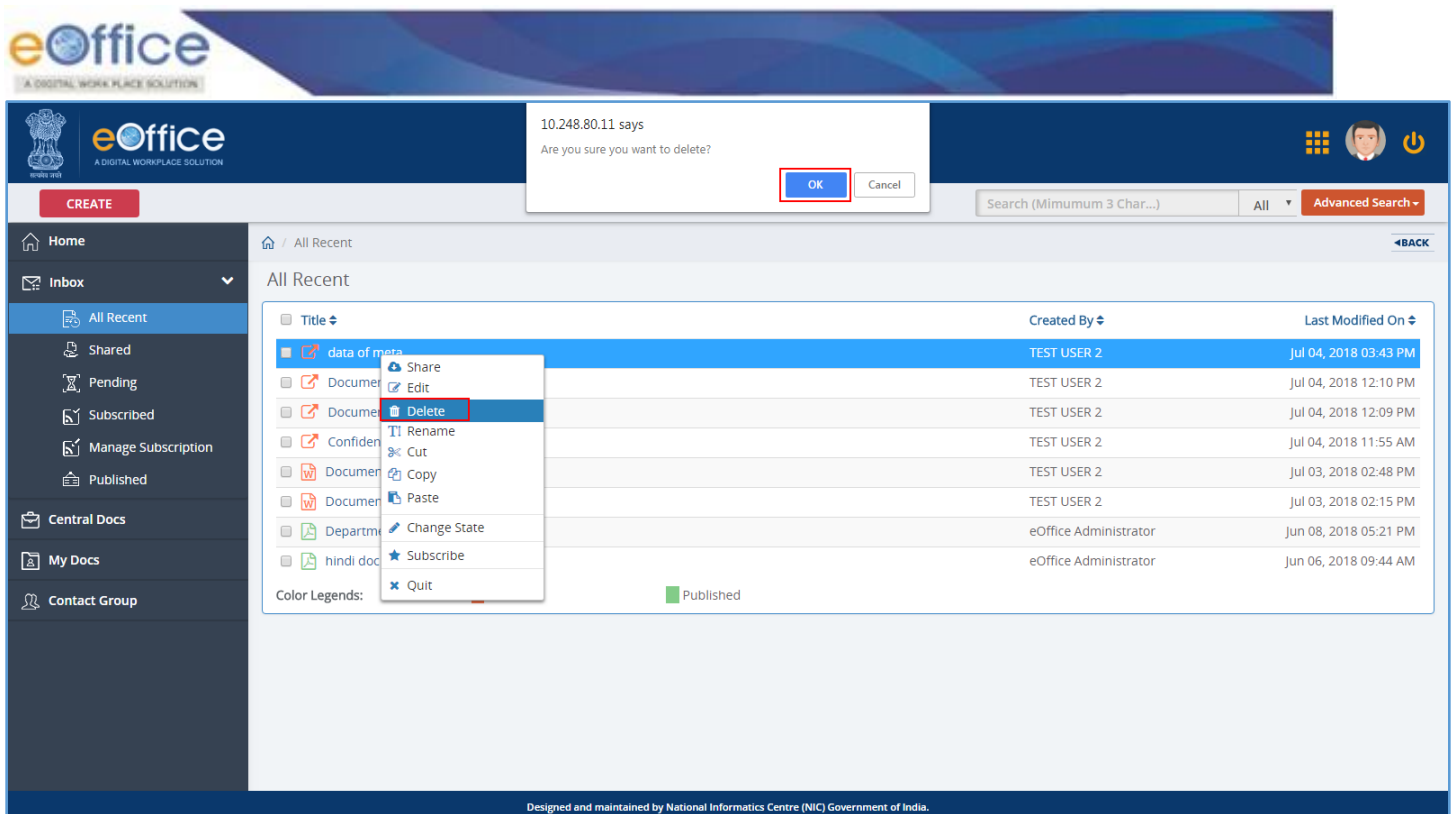 eOffice
A DIGITAL WORK PLACE SOLUTION
सत्यमेव जयते
eOffice
A DIGITAL WORKPLACE SOLUTION
10.248.80.11 says
Are you sure you want to delete?
OK Cancel
CREATE
Search (Mimumum 3 Char...) All Advanced Search
Home
Inbox
All Recent
Shared
Pending
Subscribed
Manage Subscription
Published
Central Docs
My Docs
Contact Group
/ All Recent
BACK
All Recent
Title Created By Last Modified On
data of meta TEST USER 2 Jul 04, 2018 03:43 PM
Documen TEST USER 2 Jul 04, 2018 12:10 PM
Documen TEST USER 2 Jul 04, 2018 12:09 PM
Confiden TEST USER 2 Jul 04, 2018 11:55 AM
Documen TEST USER 2 Jul 03, 2018 02:48 PM
Documen TEST USER 2 Jul 03, 2018 02:15 PM
Departme eOffice Administrator Jun 08, 2018 05:21 PM
hindi doc eOffice Administrator Jun 06, 2018 09:44 AM
Color Legends: Published
Share
Edit
Delete
Rename
Cut
Copy
Paste
Change State
Subscribe
Quit
Designed and maintained by National Informatics Centre (NIC) Government of India.